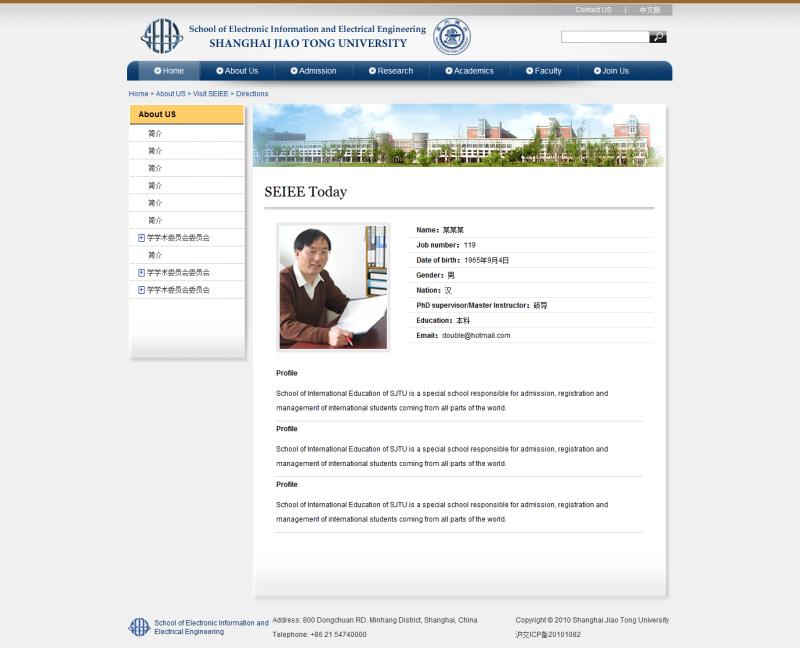 Contact US | 中文版
School of Electronic Information and Electrical Engineering
SHANGHAI JIAO TONG UNIVERSITY
Home About Us Admission Research Academics Faculty Join Us
Home > About US > Visit SEIEE > Directions
About US
简介
简介
简介
简介
简介
简介
学学术委员会委员会
简介
学学术委员会委员会
学学术委员会委员会
SEIEE Today
Name：某某某
Job number：119
Date of birth：1965年9月4日
Gender：男
Nation：汉
PhD supervisor/Master Instructor：硕导
Education：本科
Email：double@hotmail.com
Profile
School of International Education of SJTU is a special school responsible for admission, registration and
management of international students coming from all parts of the world.
Profile
School of International Education of SJTU is a special school responsible for admission, registration and
management of international students coming from all parts of the world.
Profile
School of International Education of SJTU is a special school responsible for admission, registration and
management of international students coming from all parts of the world.
School of Electronic Information and
Electrical Engineering
Address: 800 Dongchuan RD. Minhang District, Shanghai, China
Telephone: +86 21 54740000
Copyright © 2010 Shanghai Jiao Tong University
沪交ICP备20101082